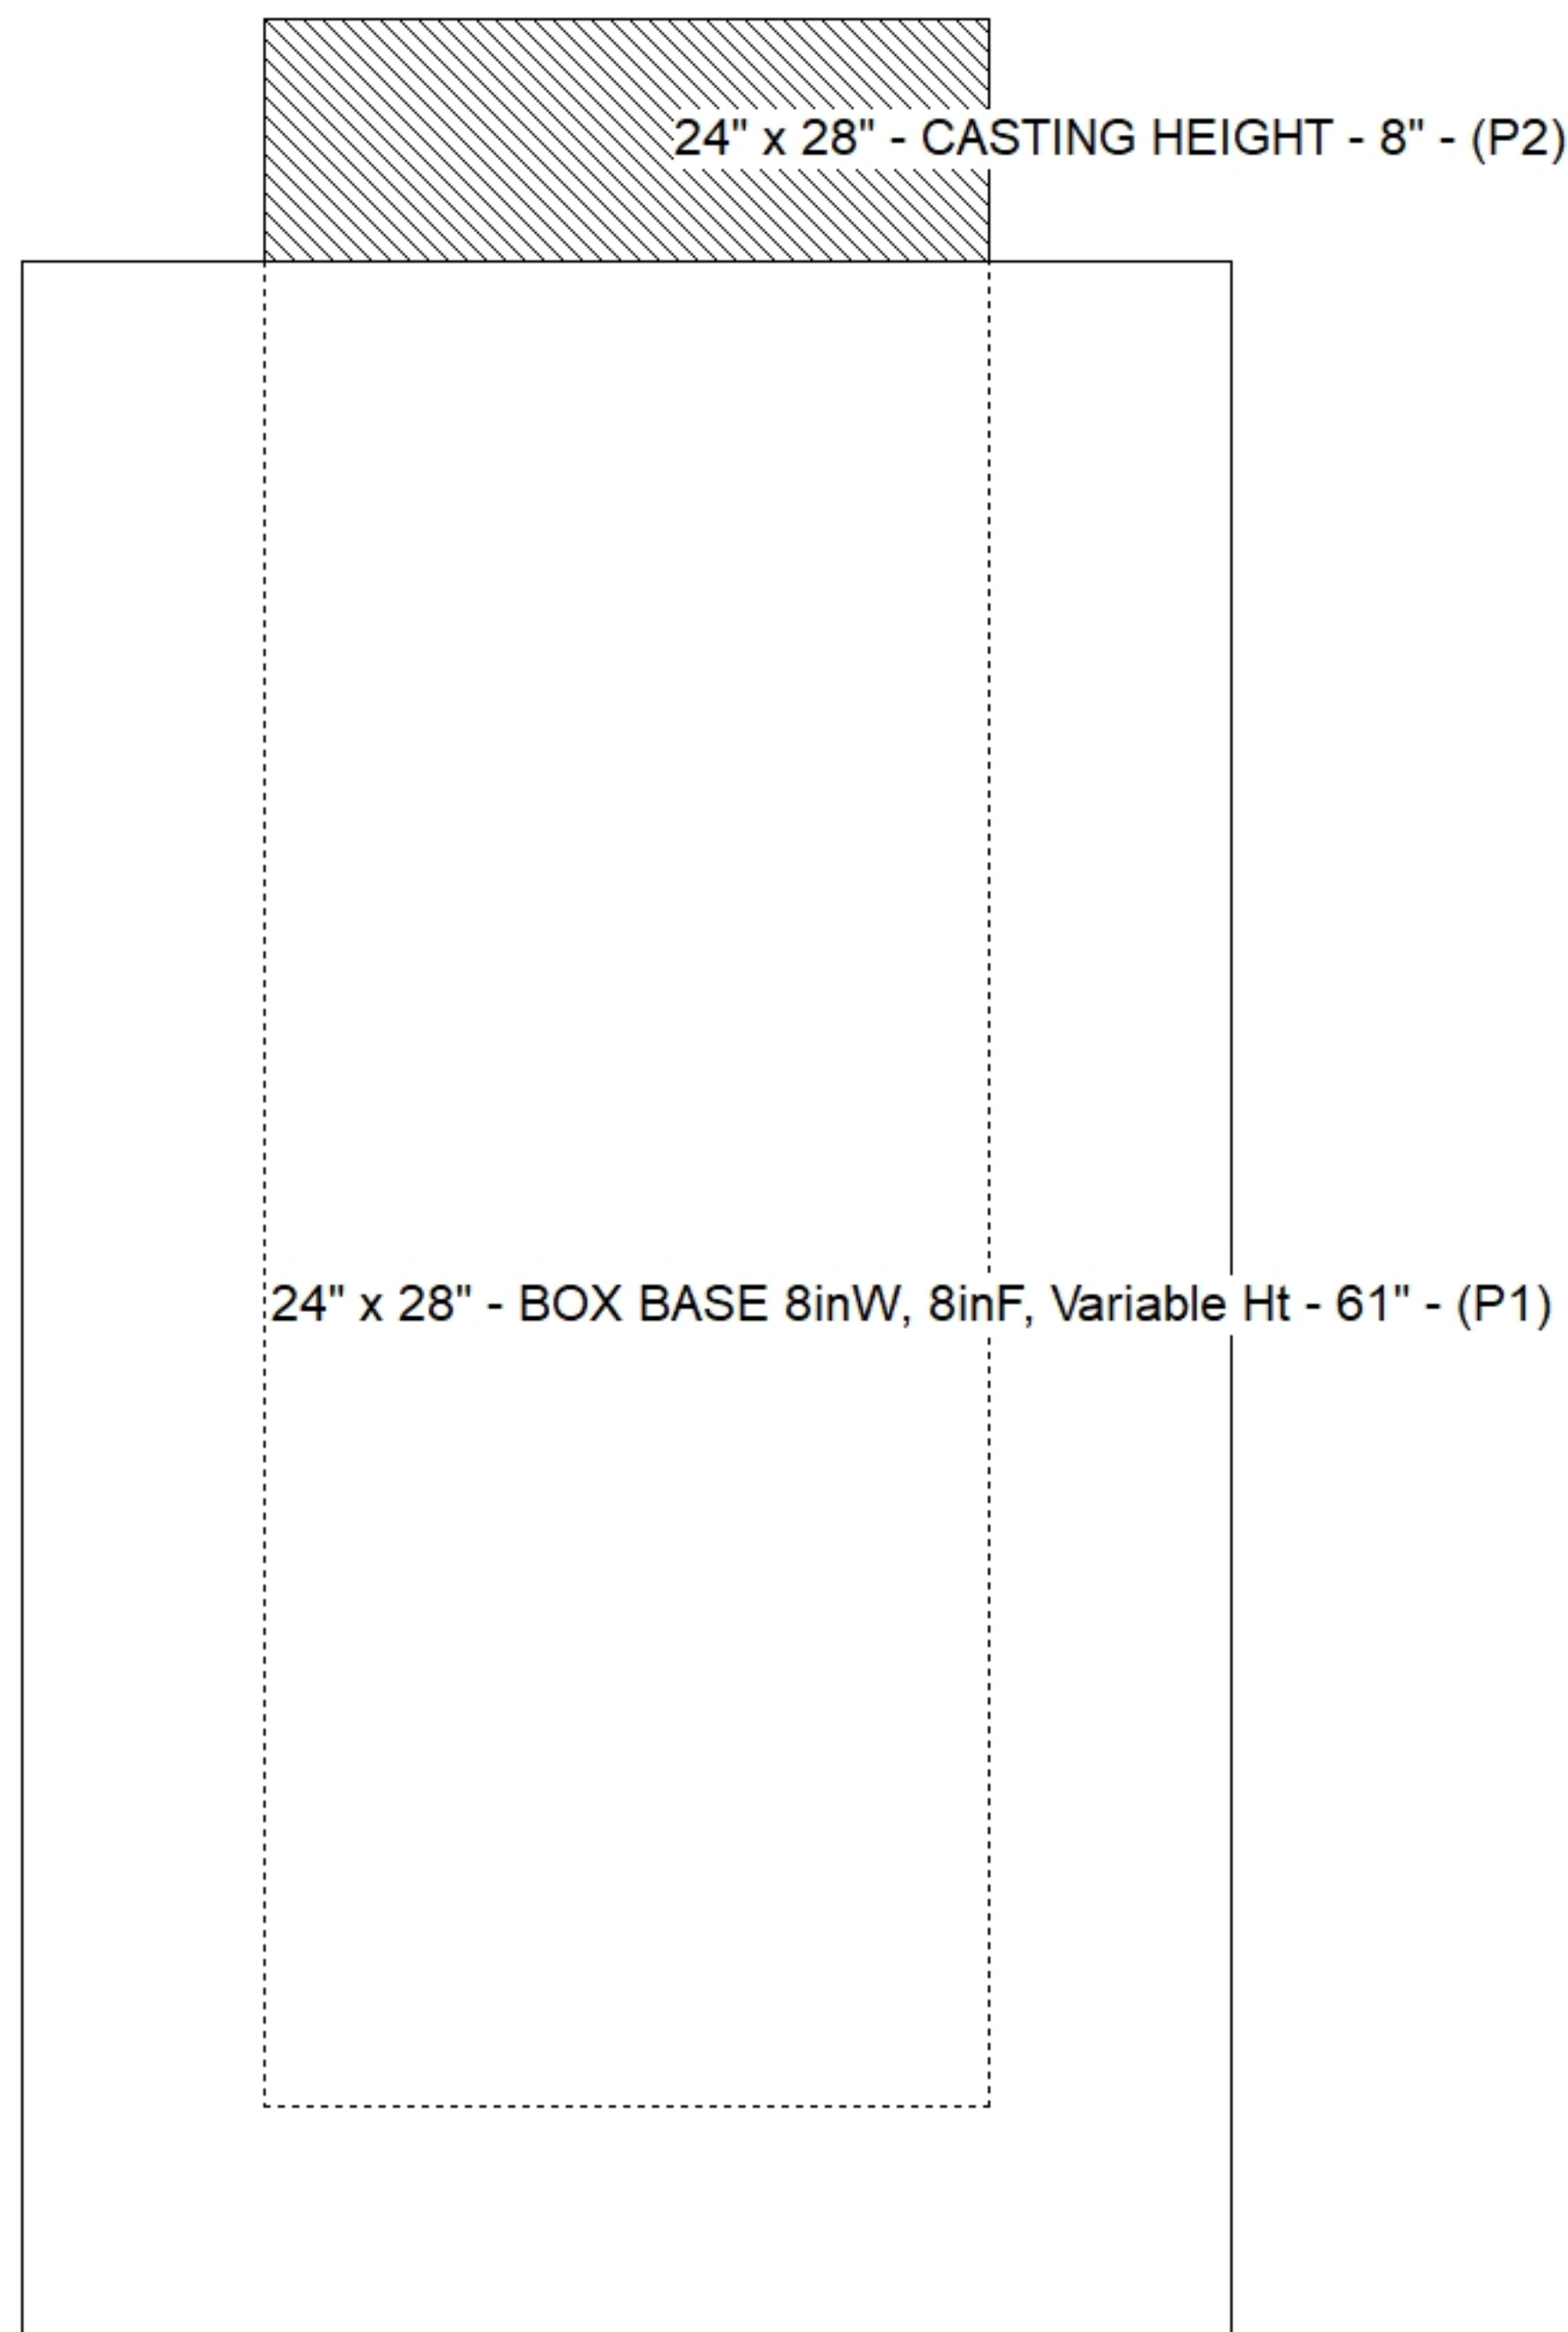 24" x 28" - CASTING HEIGHT - 8" - (P2)
24" x 28" - BOX BASE 8inW, 8inF, Variable Ht - 61" - (P1)